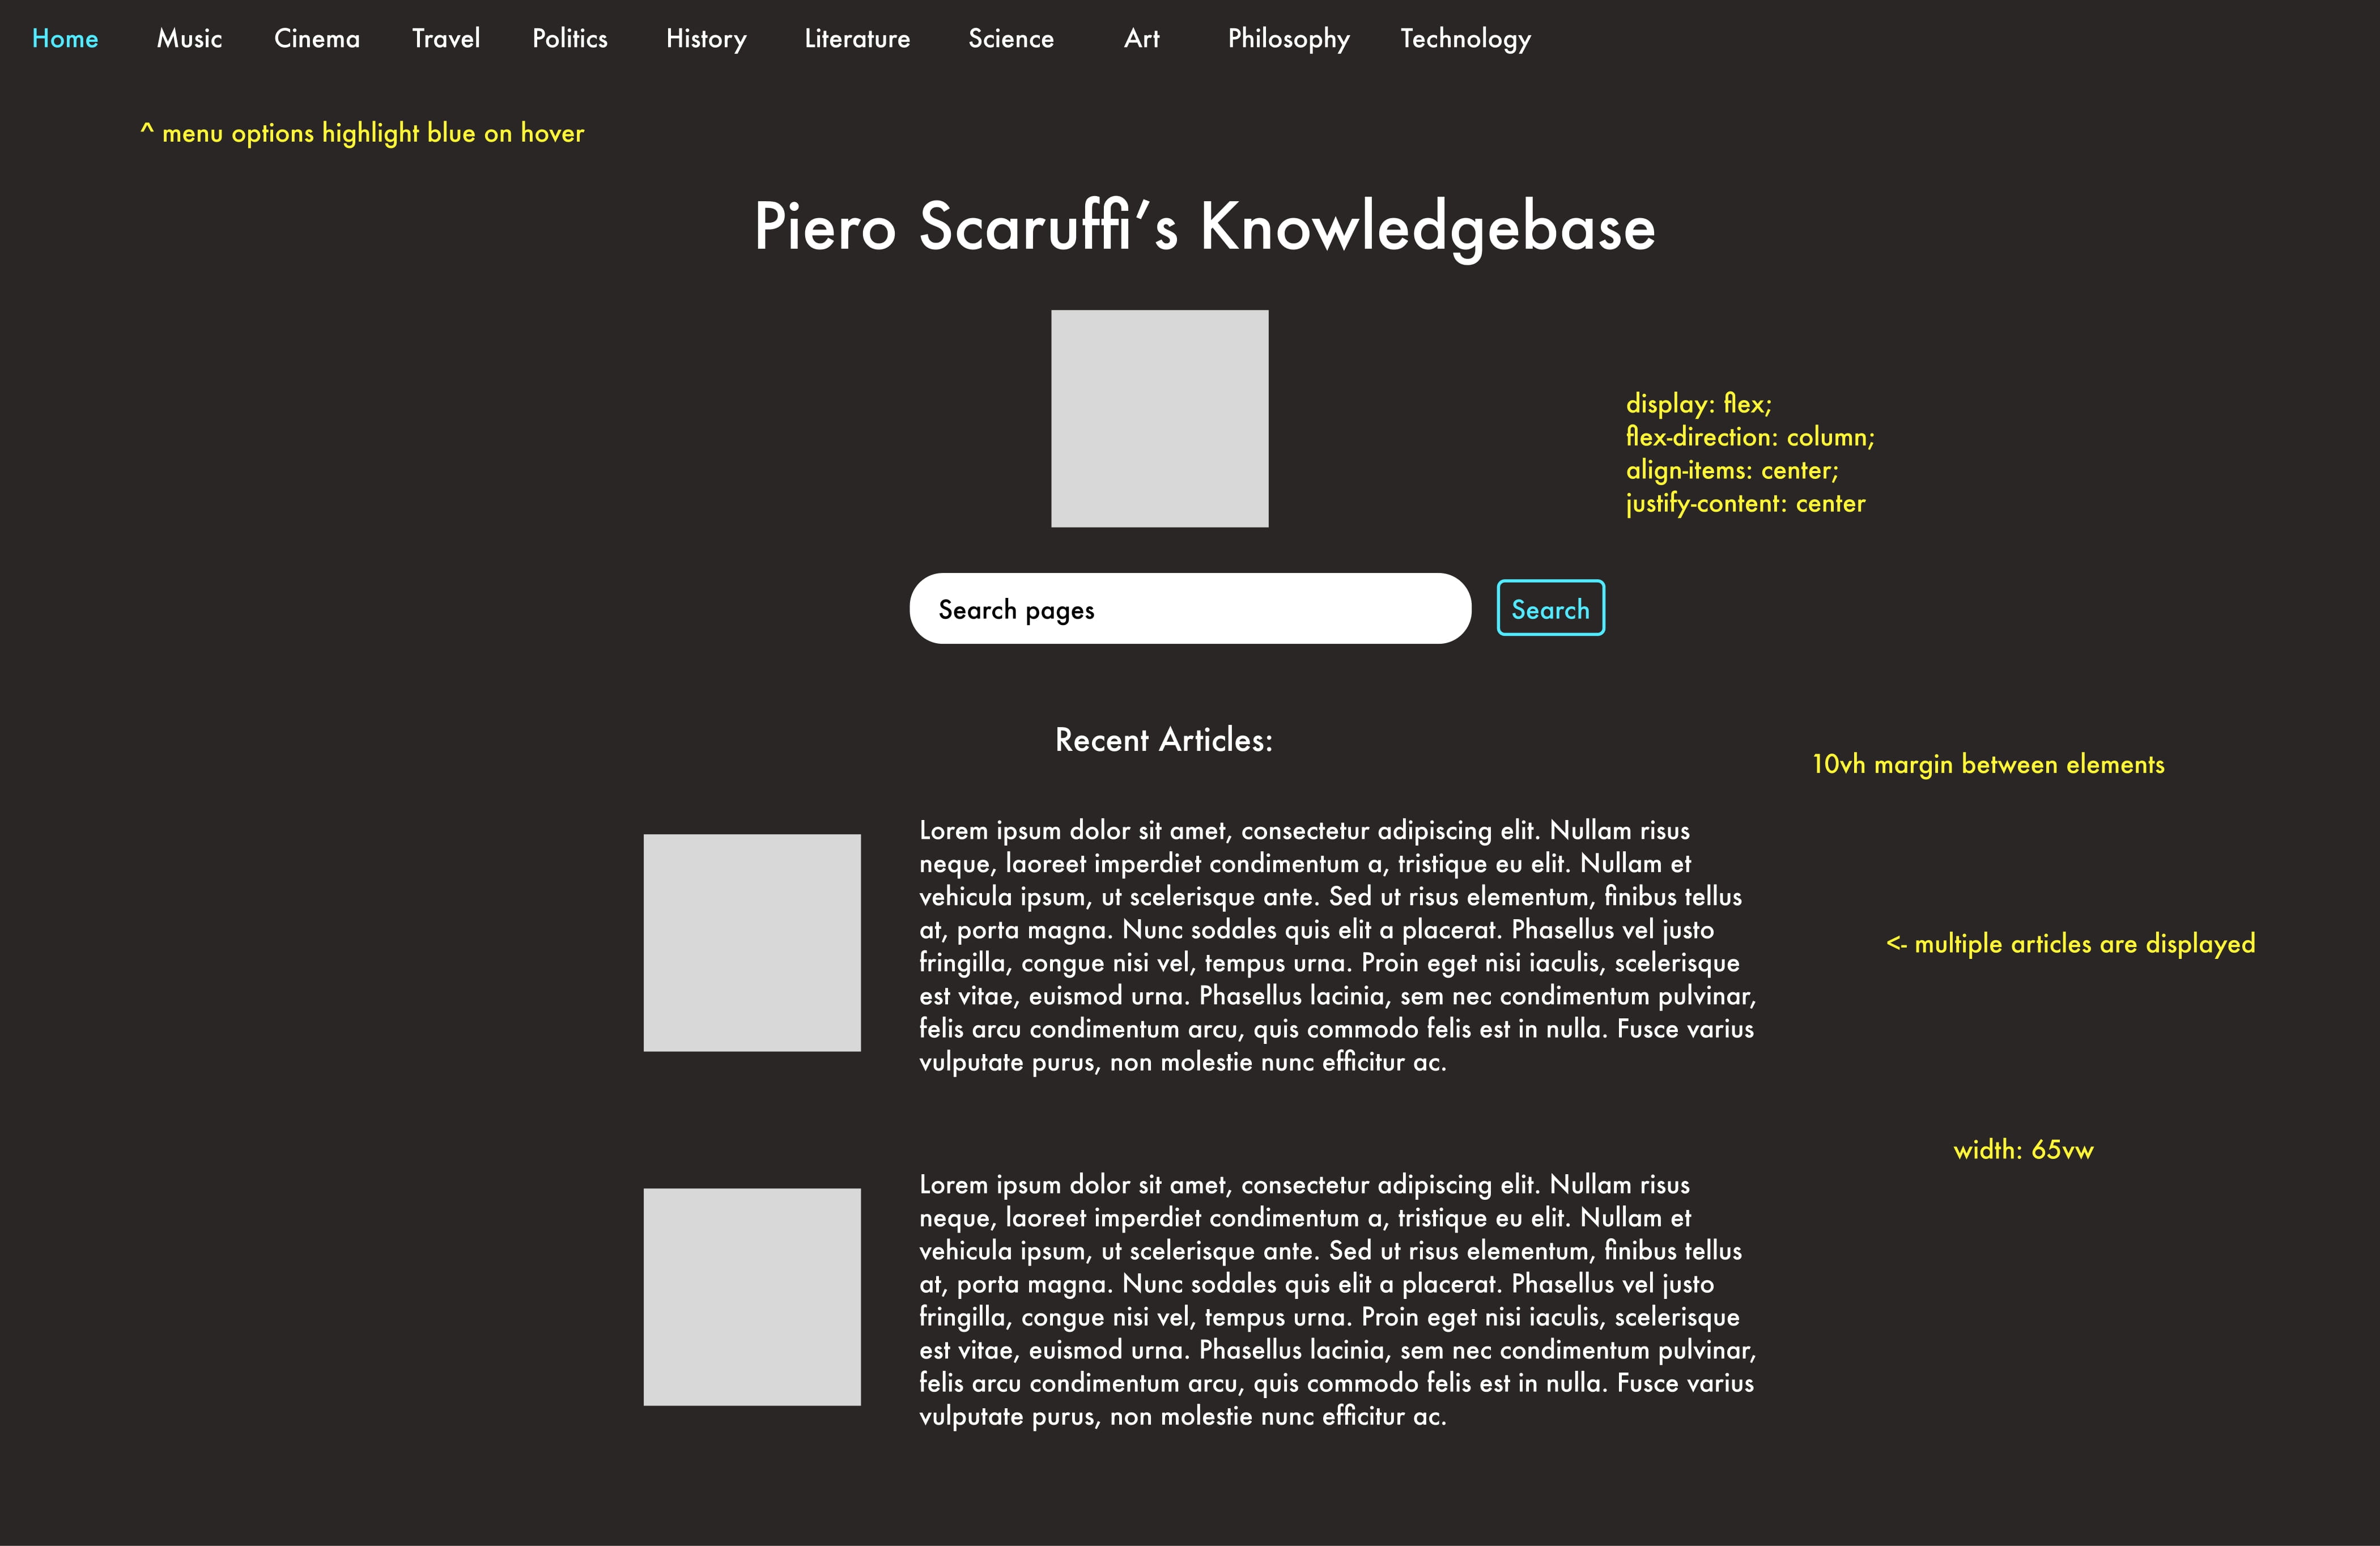 Home Music Cinema Travel Politics History Literature Science Art Philosophy Technology
^ menu options highlight blue on hover
Piero Scaruffi’s Knowledgebase
display: flex;
flex-direction: column;
align-items: center;
justify-content: center
Search pages
Search
Recent Articles:
10vh margin between elements
Lorem ipsum dolor sit amet, consectetur adipiscing elit. Nullam risus
neque, laoreet imperdiet condimentum a, tristique eu elit. Nullam et
vehicula ipsum, ut scelerisque ante. Sed ut risus elementum, finibus tellus
at, porta magna. Nunc sodales quis elit a placerat. Phasellus vel justo
fringilla, congue nisi vel, tempus urna. Proin eget nisi iaculis, scelerisque
est vitae, euismod urna. Phasellus lacinia, sem nec condimentum pulvinar,
felis arcu condimentum arcu, quis commodo felis est in nulla. Fusce varius
vulputate purus, non molestie nunc efficitur ac.
<- multiple articles are displayed
width: 65vw
Lorem ipsum dolor sit amet, consectetur adipiscing elit. Nullam risus
neque, laoreet imperdiet condimentum a, tristique eu elit. Nullam et
vehicula ipsum, ut scelerisque ante. Sed ut risus elementum, finibus tellus
at, porta magna. Nunc sodales quis elit a placerat. Phasellus vel justo
fringilla, congue nisi vel, tempus urna. Proin eget nisi iaculis, scelerisque
est vitae, euismod urna. Phasellus lacinia, sem nec condimentum pulvinar,
felis arcu condimentum arcu, quis commodo felis est in nulla. Fusce varius
vulputate purus, non molestie nunc efficitur ac.